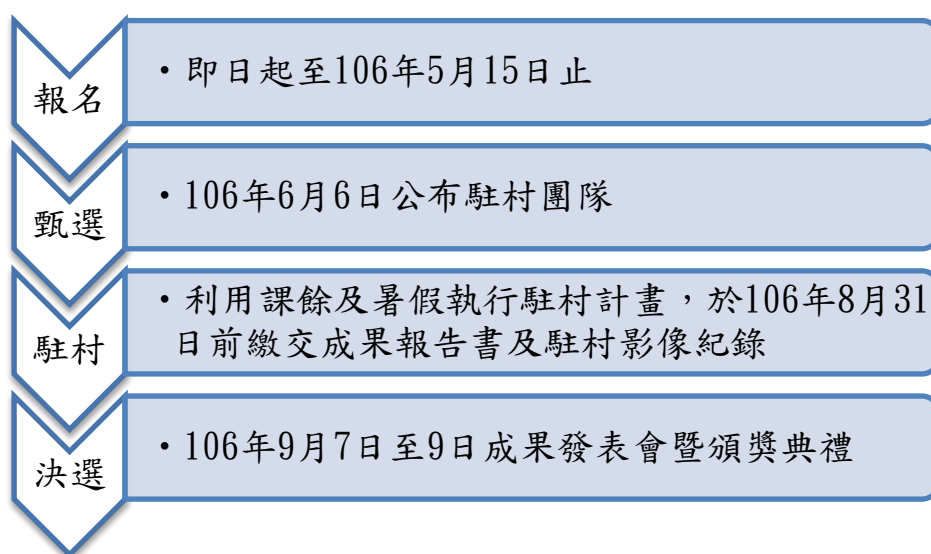 報名
•即日起至106年5月15日止
甄選
•106年6月6日公布駐村團隊
駐村
•利用課餘及暑假執行駐村計畫，於106年8月31
日前繳交成果報告書及駐村影像紀錄
決選
•106年9月7日至9日成果發表會暨頒獎典禮